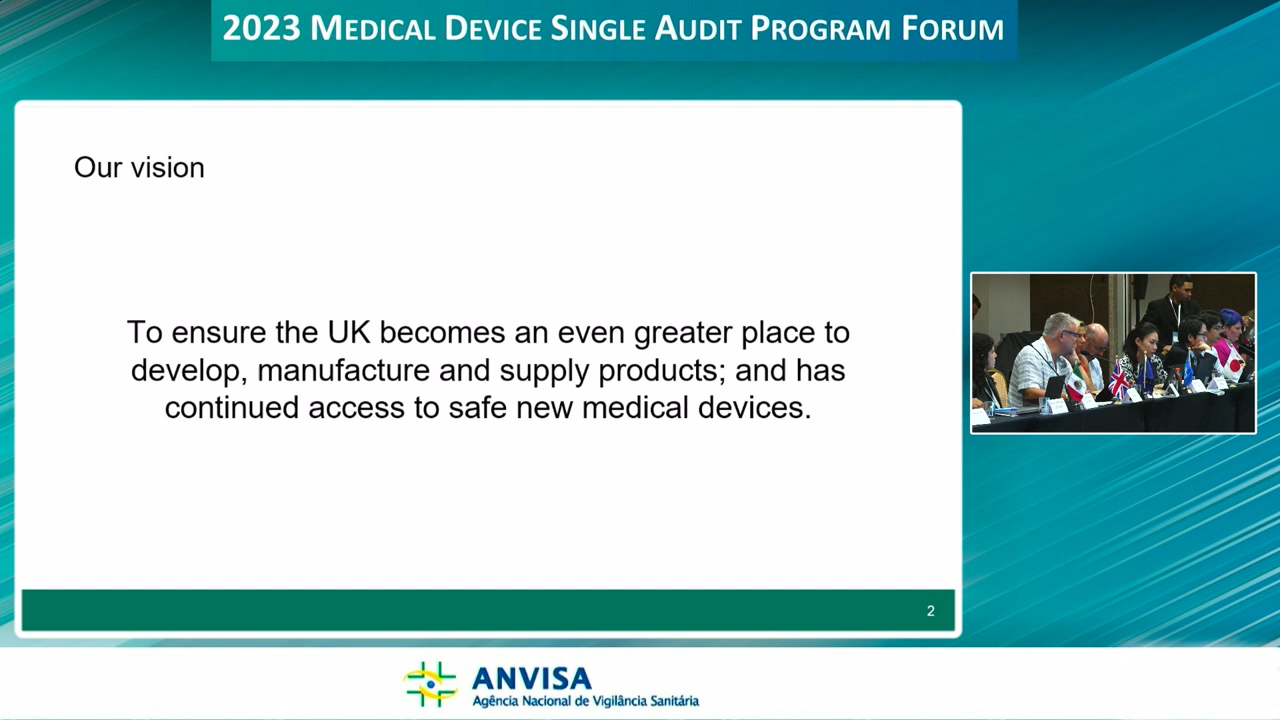 2023 MEDICAL DEVICE SINGLE AUDIT PROGRAM FORUM
Our vision
To ensure the UK becomes an even greater place to
develop, manufacture and supply products; and has
continued access to safe new medical devices.
2
ANVISA
Agência Nacional de Vigilância Sanitária